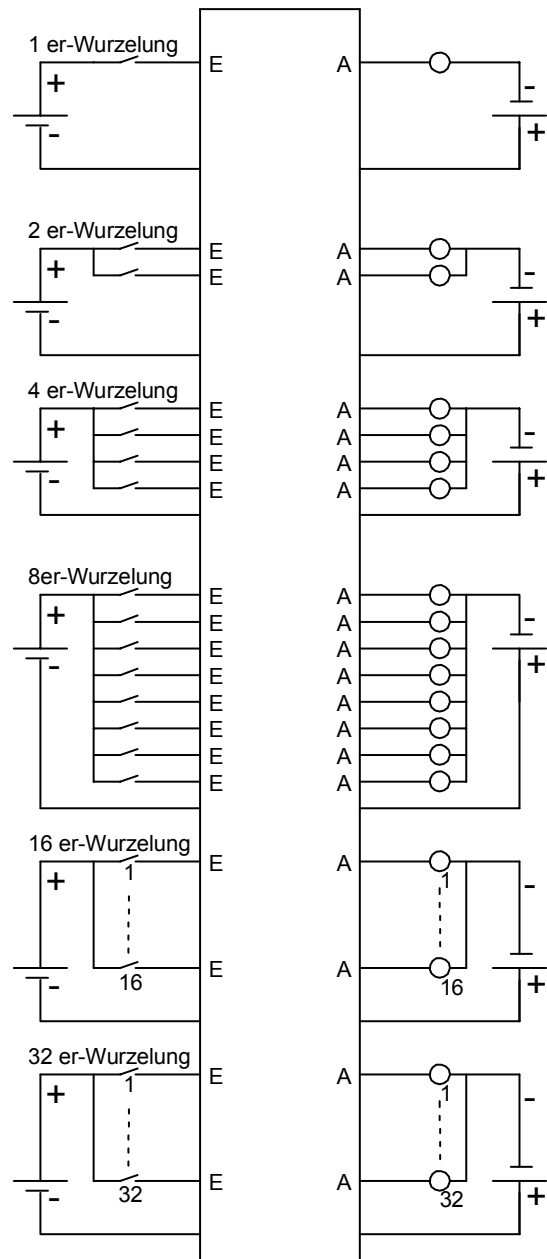 1 er-Wurzelung
+ E A -
- +
2 er-Wurzelung
+ E A -
E A
- +
4 er-Wurzelung
+ E A -
E A
- E A +
E A
8er-Wurzelung
+ E A -
E A
- E A +
E A
E A
E A
E A
E A
16 er-Wurzelung
+ 1 E A 1 -
- 16 E A 16 +
32 er-Wurzelung
+ 1 E A 1 -
- 32 E A 32 +